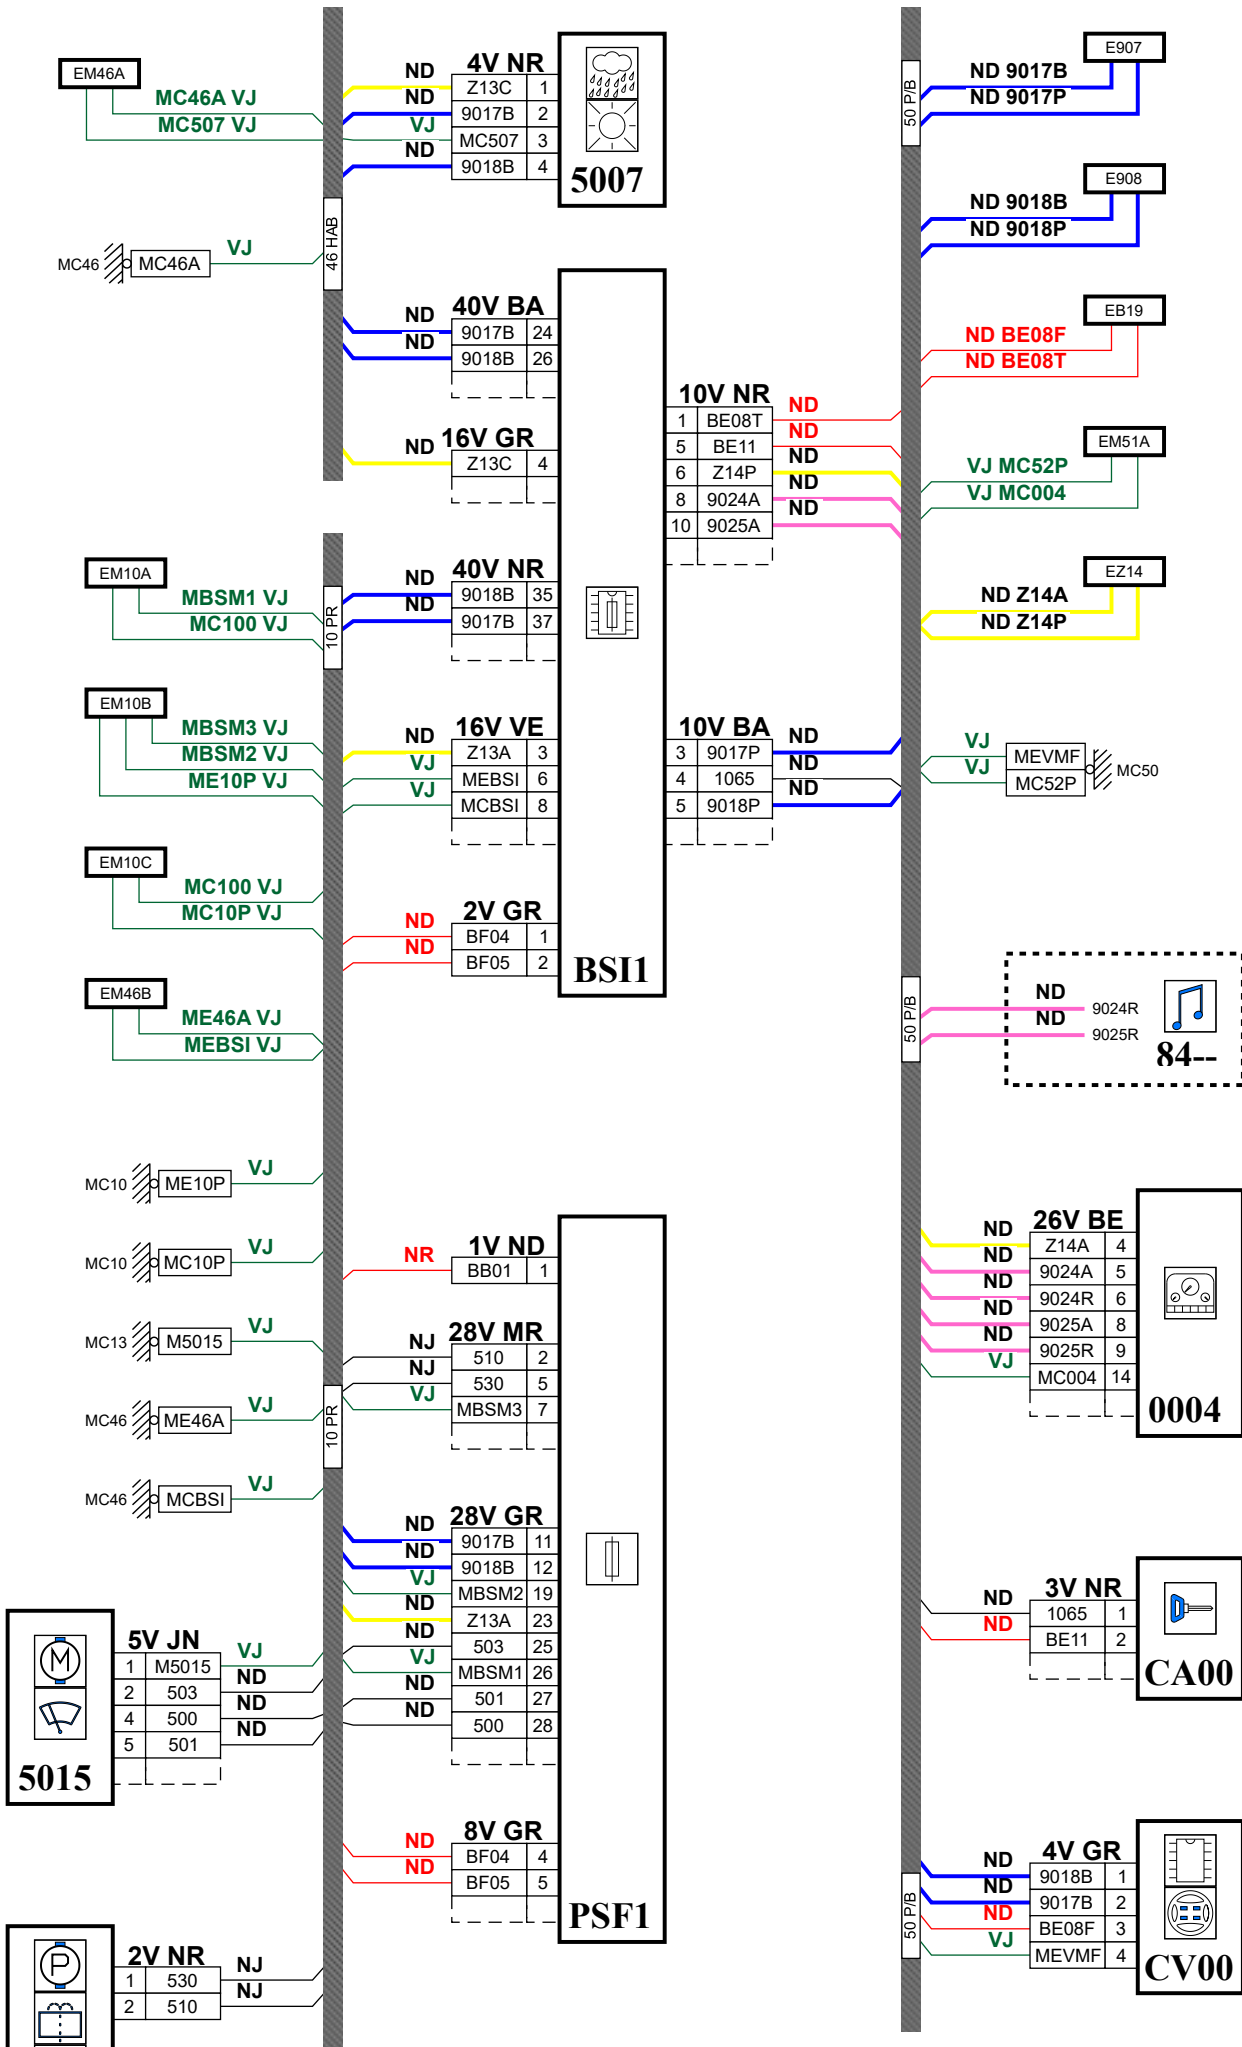 EM46A
MC46A VJ
MC507 VJ
4V NR
ND Z13C 1
ND 9017B 2
VJ MC507 3
ND 9018B 4
5007
46 HAB
MC46 MC46A VJ
40V BA
ND 9017B 24
ND 9018B 26
16V GR
ND Z13C 4
EM10A
MBSM1 VJ
MC100 VJ
10 PR
40V NR
ND 9018B 35
ND 9017B 37
EM10B
MBSM3 VJ
MBSM2 VJ
ME10P VJ
16V VE
ND Z13A 3
VJ MEBSI 6
VJ MCBSI 8
EM10C
MC100 VJ
MC10P VJ
2V GR
ND BF04 1
ND BF05 2
BSI1
EM46B
ME46A VJ
MEBSI VJ
10V NR
1 BE08T ND
5 BE11 ND
6 Z14P ND
8 9024A ND
10 9025A ND
10V BA
3 9017P ND
4 1065 ND
5 9018P ND
50 P/B
E907
ND 9017B
ND 9017P
E908
ND 9018B
ND 9018P
EB19
ND BE08F
ND BE08T
EM51A
VJ MC52P
VJ MC004
EZ14
ND Z14A
ND Z14P
VJ MEVMF
VJ MC52P
MC50
50 P/B
ND 9024R
ND 9025R
84--
MC10 ME10P VJ
MC10 MC10P VJ
MC13 M5015 VJ
MC46 ME46A VJ
MC46 MCBSI VJ
10 PR
1V ND
NR BB01 1
28V MR
NJ 510 2
NJ 530 5
VJ MBSM3 7
28V GR
ND 9017B 11
ND 9018B 12
VJ MBSM2 19
ND Z13A 23
ND 503 25
VJ MBSM1 26
ND 501 27
ND 500 28
8V GR
ND BF04 4
ND BF05 5
PSF1
M
5V JN
1 M5015 VJ
2 503 ND
4 500 ND
5 501 ND
5015
P
2V NR
1 530 NJ
2 510 NJ
26V BE
ND Z14A 4
ND 9024A 5
ND 9024R 6
ND 9025A 8
ND 9025R 9
VJ MC004 14
0004
3V NR
ND 1065 1
ND BE11 2
CA00
50 P/B
4V GR
ND 9018B 1
ND 9017B 2
ND BE08F 3
VJ MEVMF 4
CV00